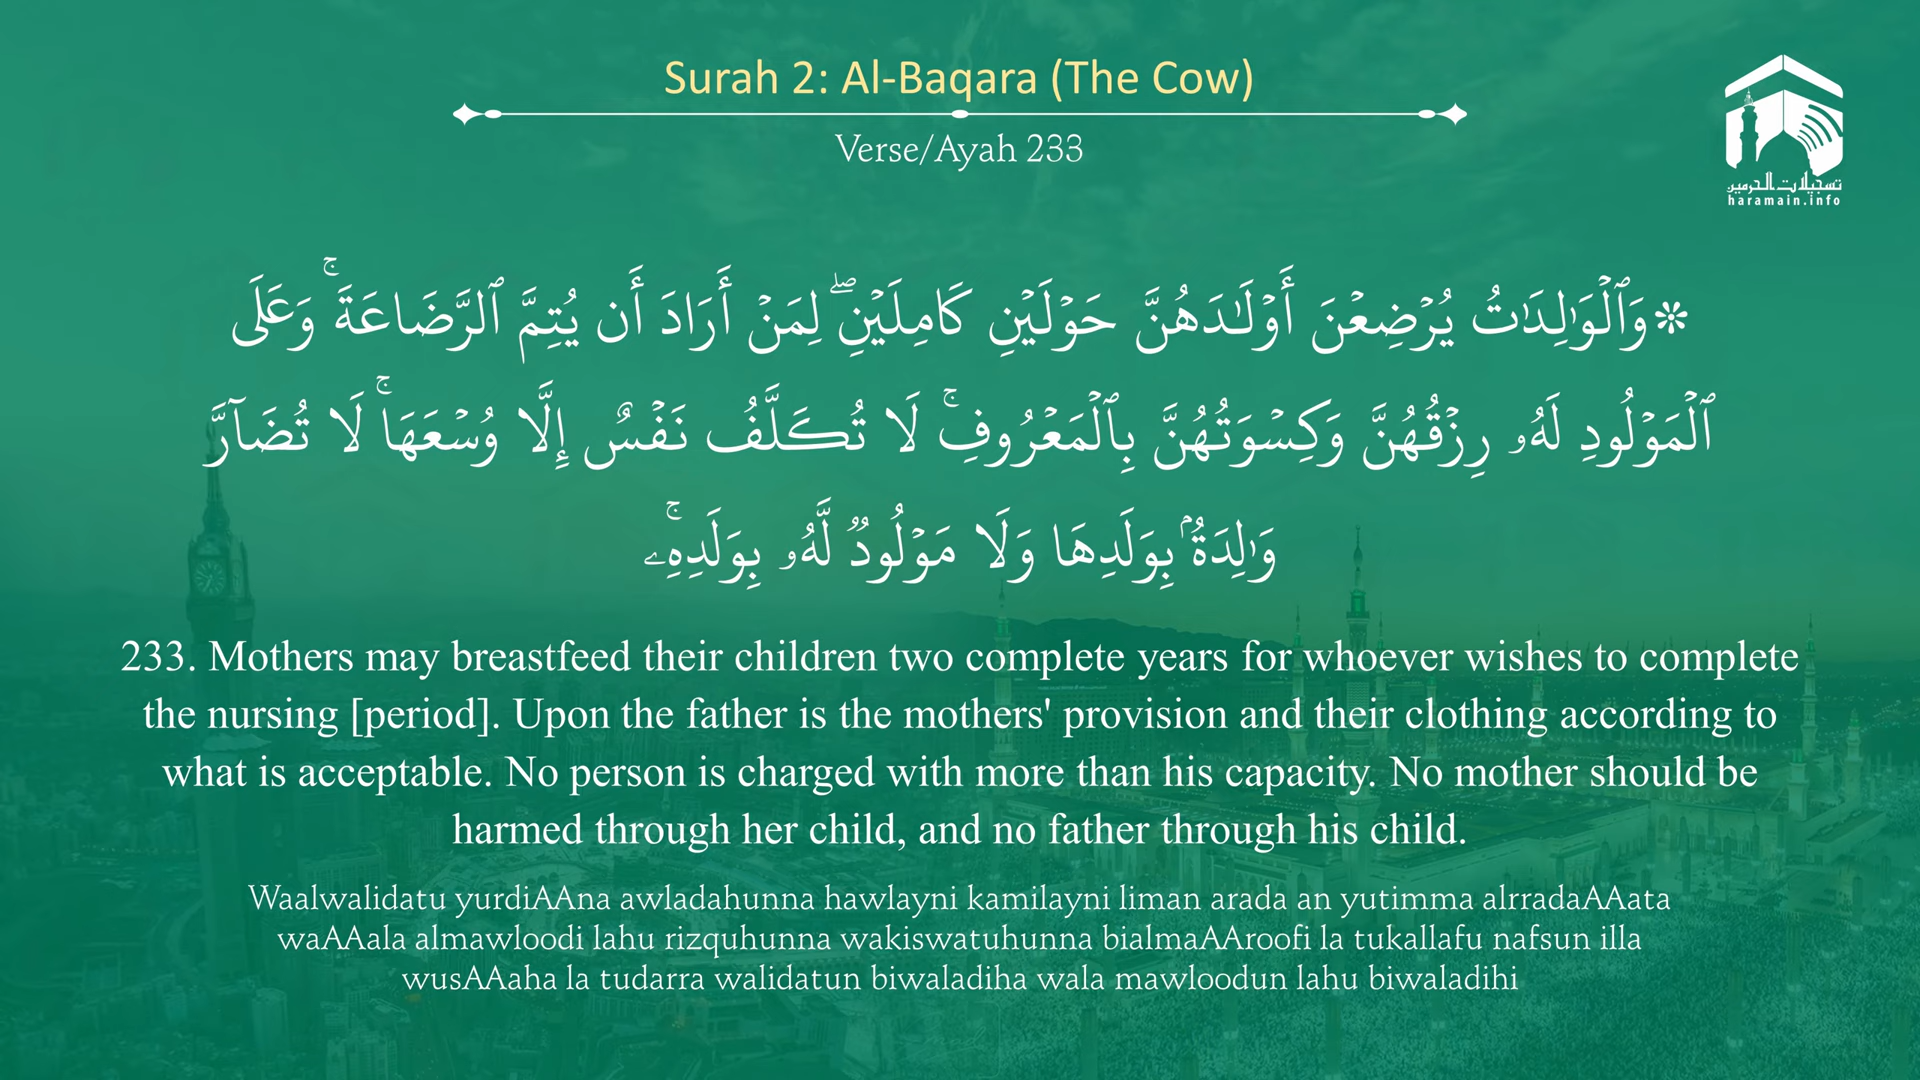 Surah 2: Al-Baqara (The Cow)
Verse/Ayah 233
تسجيلات الحرمين
haramain.info
۞ وَٱلْوَٰلِدَٰتُ يُرْضِعْنَ أَوْلَٰدَهُنَّ حَوْلَيْنِ كَامِلَيْنِ ۖ لِمَنْ أَرَادَ أَن يُتِمَّ ٱلرَّضَاعَةَ ۚ وَعَلَى
ٱلْمَوْلُودِ لَهُۥ رِزْقُهُنَّ وَكِسْوَتُهُنَّ بِٱلْمَعْرُوفِ ۚ لَا تُكَلَّفُ نَفْسٌ إِلَّا وُسْعَهَا ۚ لَا تُضَآرَّ
وَٰلِدَةٌۢ بِوَلَدِهَا وَلَا مَوْلُودٌ لَّهُۥ بِوَلَدِهِۦ ۚ
233. Mothers may breastfeed their children two complete years for whoever wishes to complete
the nursing [period]. Upon the father is the mothers' provision and their clothing according to
what is acceptable. No person is charged with more than his capacity. No mother should be
harmed through her child, and no father through his child.
Waalwalidatu yurdiAAna awladahunna hawlayni kamilayni liman arada an yutimma alrradaAAata
waAAala almawloodi lahu rizquhunna wakiswatuhunna bialmaAAroofi la tukallafu nafsun illa
wusAAaha la tudarra walidatun biwaladiha wala mawloodun lahu biwaladihi